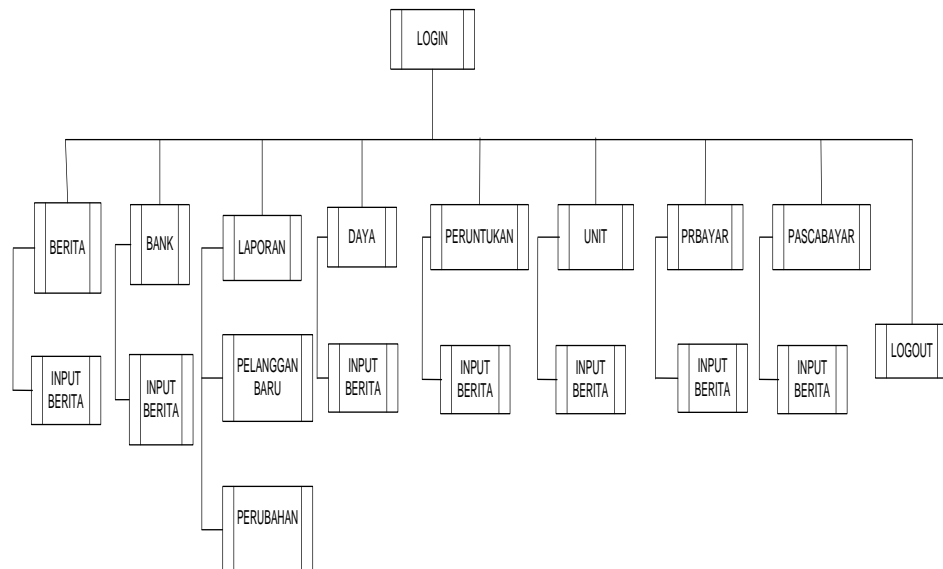 LOGIN
BERITA
BANK
LAPORAN
DAYA
PERUNTUKAN
UNIT
PRBAYAR
PASCABAYAR
LOGOUT
INPUT
BERITA
INPUT
BERITA
PELANGGAN
BARU
INPUT
BERITA
INPUT
BERITA
INPUT
BERITA
INPUT
BERITA
INPUT
BERITA
PERUBAHAN